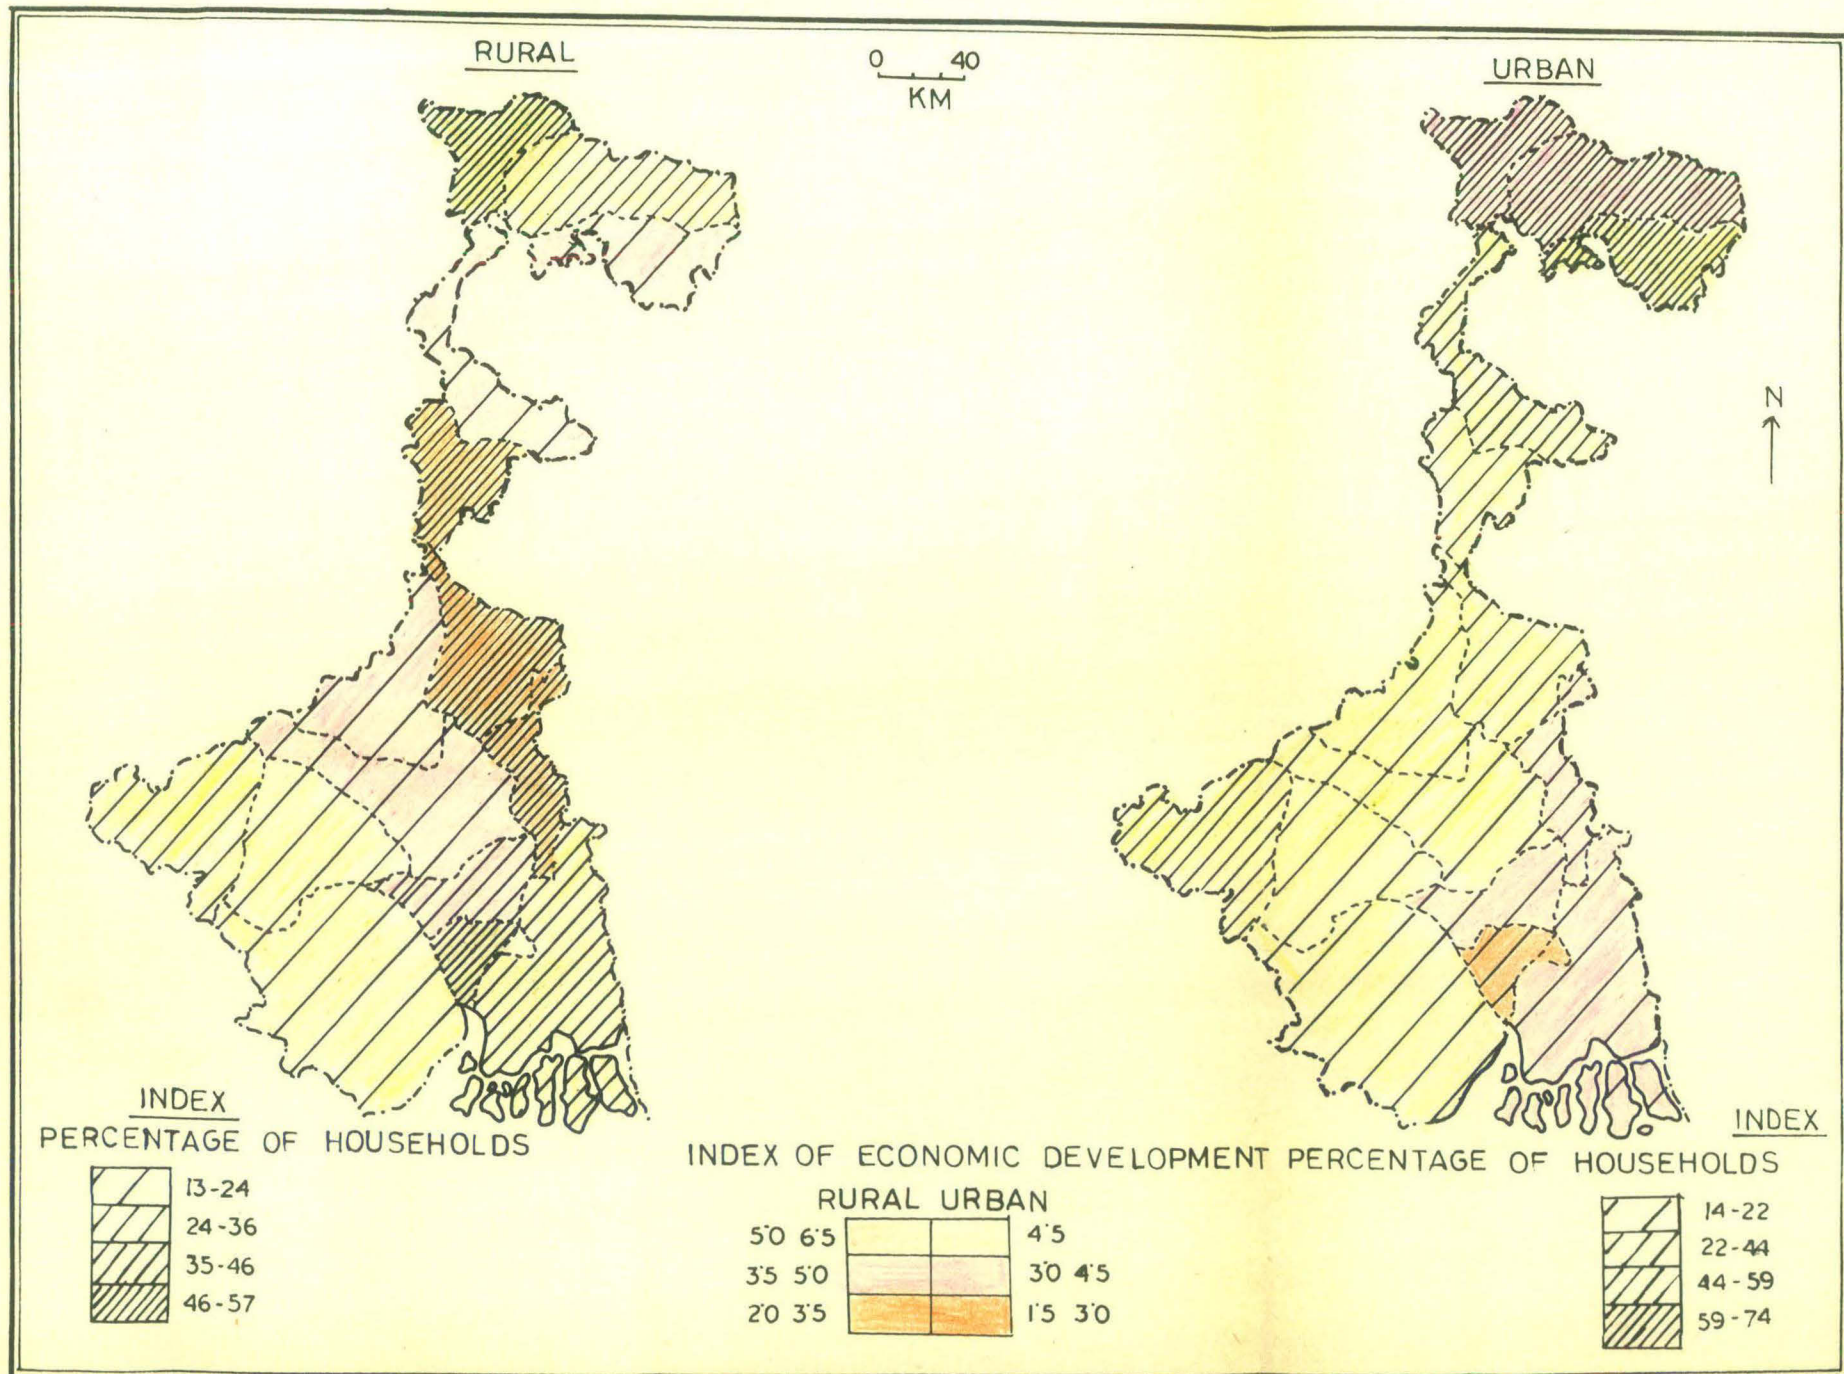 RURAL
0 40
KM
URBAN
N
INDEX
PERCENTAGE OF HOUSEHOLDS
13-24
24-36
35-46
46-57
INDEX OF ECONOMIC DEVELOPMENT
RURAL URBAN
5·0 6·5 4·5
3·5 5·0 3·0 4·5
2·0 3·5 1·5 3·0
INDEX
PERCENTAGE OF HOUSEHOLDS
14-22
22-44
44-59
59-74